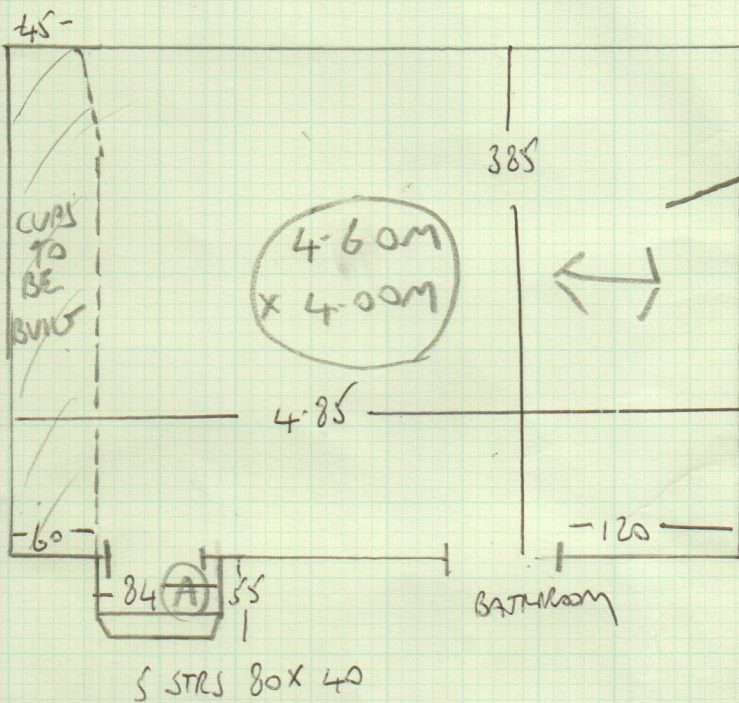 45-
385
CUPS
TO
BE
BUILT
4.60M
x 4.00M
4.85
-60-
-120-
-84 A 55
BATHROOM
5 STRS 80 x 40